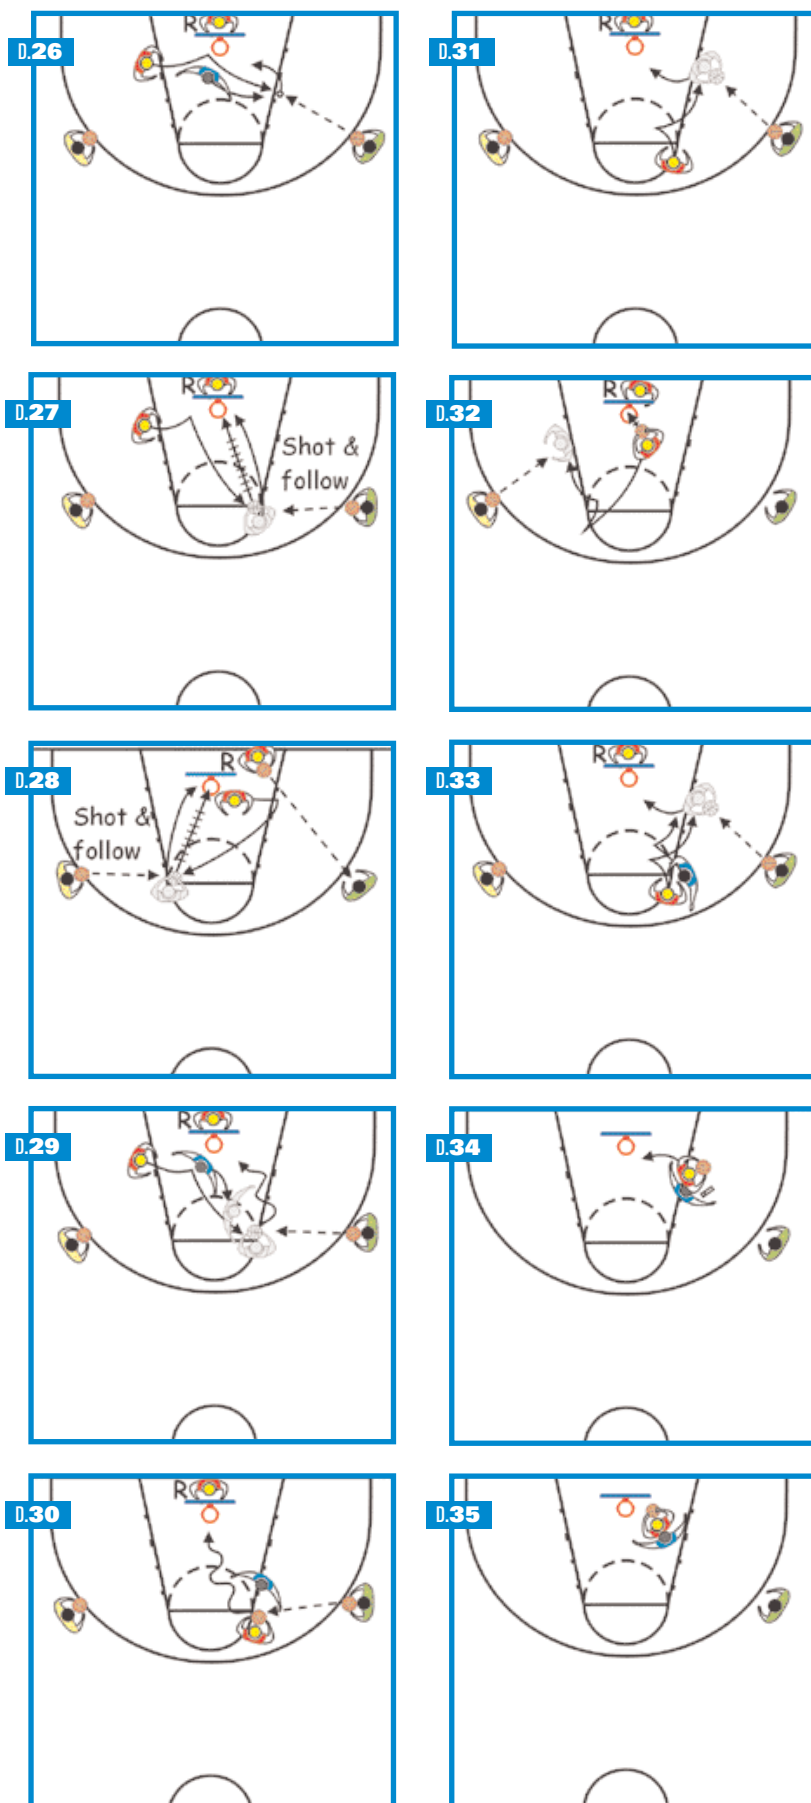 D.26
R
D.31
R
D.27
R
Shot &
follow
D.32
R
D.28
R
Shot &
follow
D.33
R
D.29
R
D.34
D.30
R
D.35